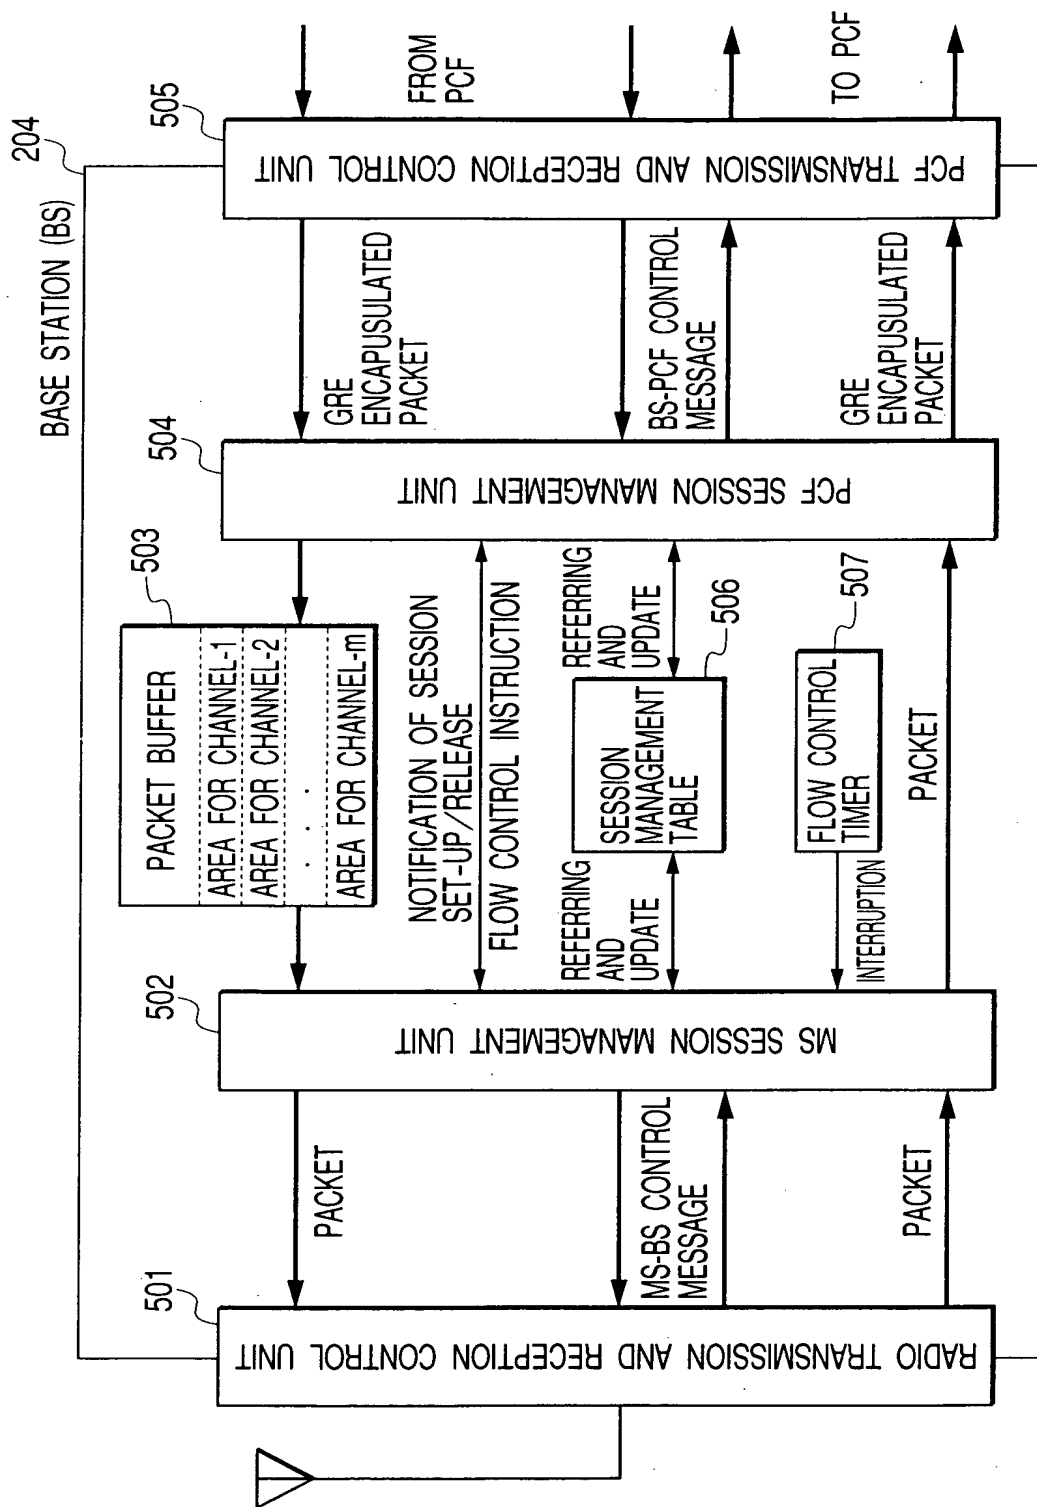 BASE STATION (BS)
204
501
RADIO TRANSMISSION AND RECEPTION CONTROL UNIT
PACKET
MS-BS CONTROL
MESSAGE
PACKET
502
MS SESSION MANAGEMENT UNIT
503
PACKET BUFFER
AREA FOR CHANNEL-1
AREA FOR CHANNEL-2
. . .
AREA FOR CHANNEL-m
NOTIFICATION OF SESSION
SET-UP/RELEASE
FLOW CONTROL INSTRUCTION
REFERRING
AND
UPDATE
SESSION
MANAGEMENT
TABLE
506
REFERRING
AND
UPDATE
INTERRUPTION
FLOW CONTROL
TIMER
507
PACKET
504
PCF SESSION MANAGEMENT UNIT
GRE
ENCAPUSULATED
PACKET
BS-PCF CONTROL
MESSAGE
GRE
ENCAPUSULATED
PACKET
505
PCF TRANSMISSION AND RECEPTION CONTROL UNIT
FROM
PCF
TO PCF